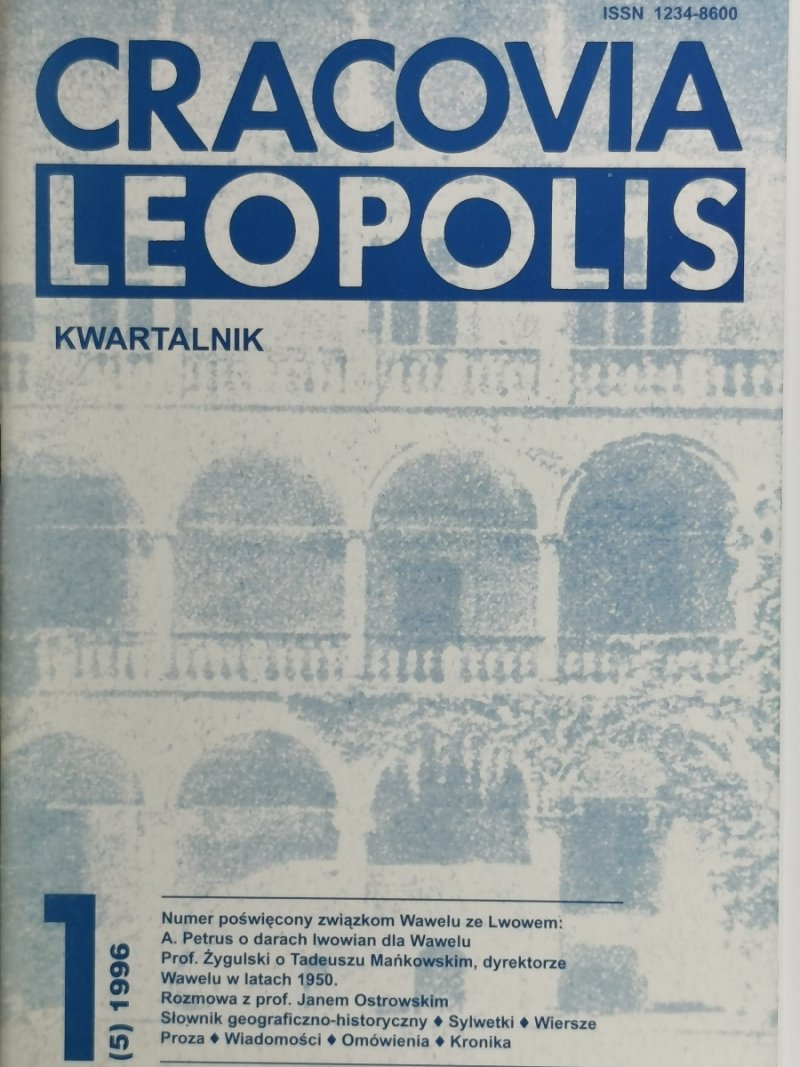 ISSN 1234-8600
CRACOVIA
LEOPOLIS
KWARTALNIK
1
(5) 1996
Numer poświęcony związkom Wawelu ze Lwowem:
A. Petrus o darach lwowian dla Wawelu
Prof. Żygulski o Tadeuszu Mańkowskim, dyrektorze
Wawelu w latach 1950.
Rozmowa z prof. Janem Ostrowskim
Słownik geograficzno-historyczny ♦ Sylwetki ♦ Wiersze
Proza ♦ Wiadomości ♦ Omówienia ♦ Kronika